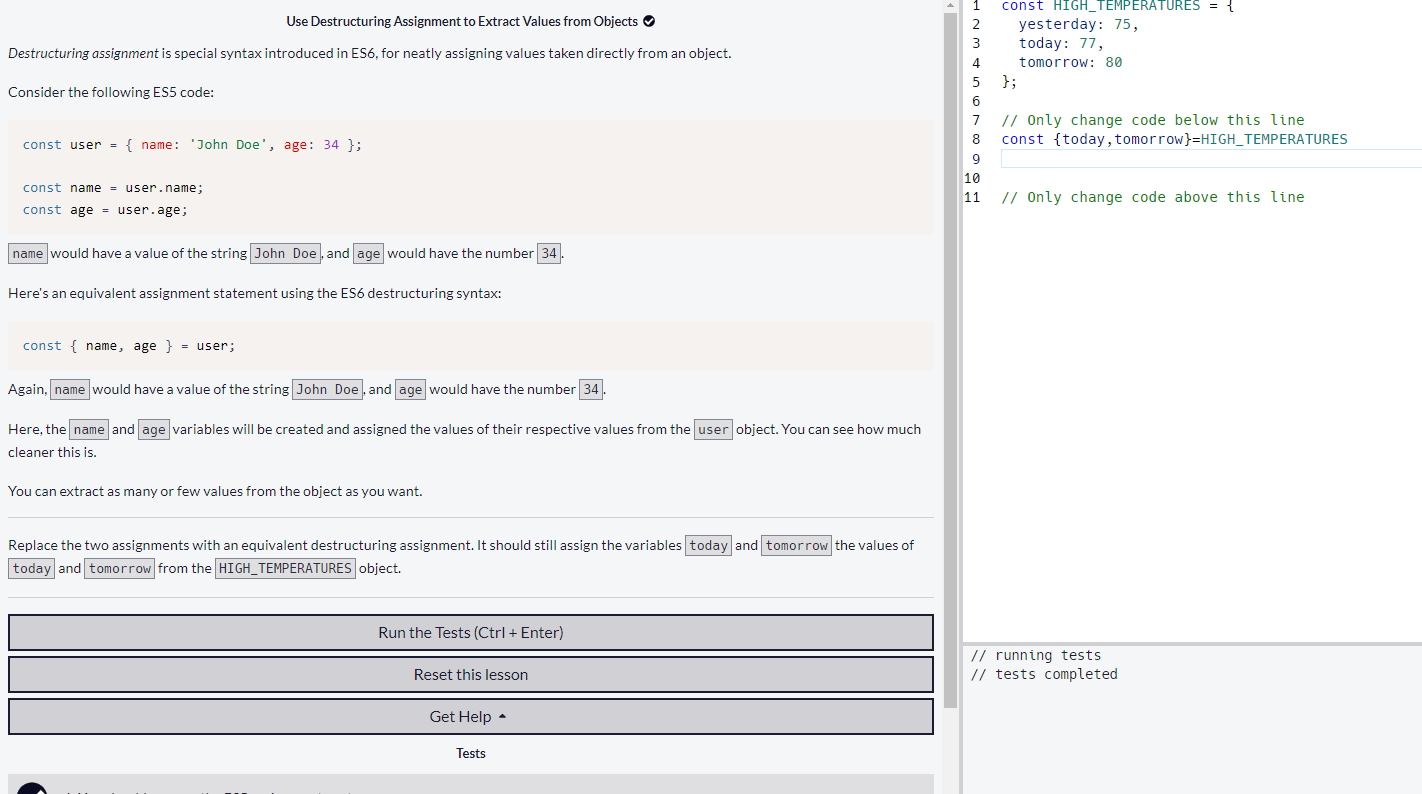 Use Destructuring Assignment to Extract Values from Objects
Destructuring assignment is special syntax introduced in ES6, for neatly assigning values taken directly from an object.
Consider the following ES5 code:
const user = { name: 'John Doe', age: 34 };
const name = user.name;
const age = user.age;
name would have a value of the string John Doe, and age would have the number 34.
Here's an equivalent assignment statement using the ES6 destructuring syntax:
const { name, age } = user;
Again, name would have a value of the string John Doe, and age would have the number 34.
Here, the name and age variables will be created and assigned the values of their respective values from the user object. You can see how much
cleaner this is.
You can extract as many or few values from the object as you want.
Replace the two assignments with an equivalent destructuring assignment. It should still assign the variables today and tomorrow the values of
today and tomorrow from the HIGH_TEMPERATURES object.
Run the Tests (Ctrl + Enter)
Reset this lesson
Get Help
Tests
1 const HIGH_TEMPERATURES = {
2 yesterday: 75,
3 today: 77,
4 tomorrow: 80
5 };
6
7 // Only change code below this line
8 const {today,tomorrow}=HIGH_TEMPERATURES
9
10
11 // Only change code above this line
// running tests
// tests completed